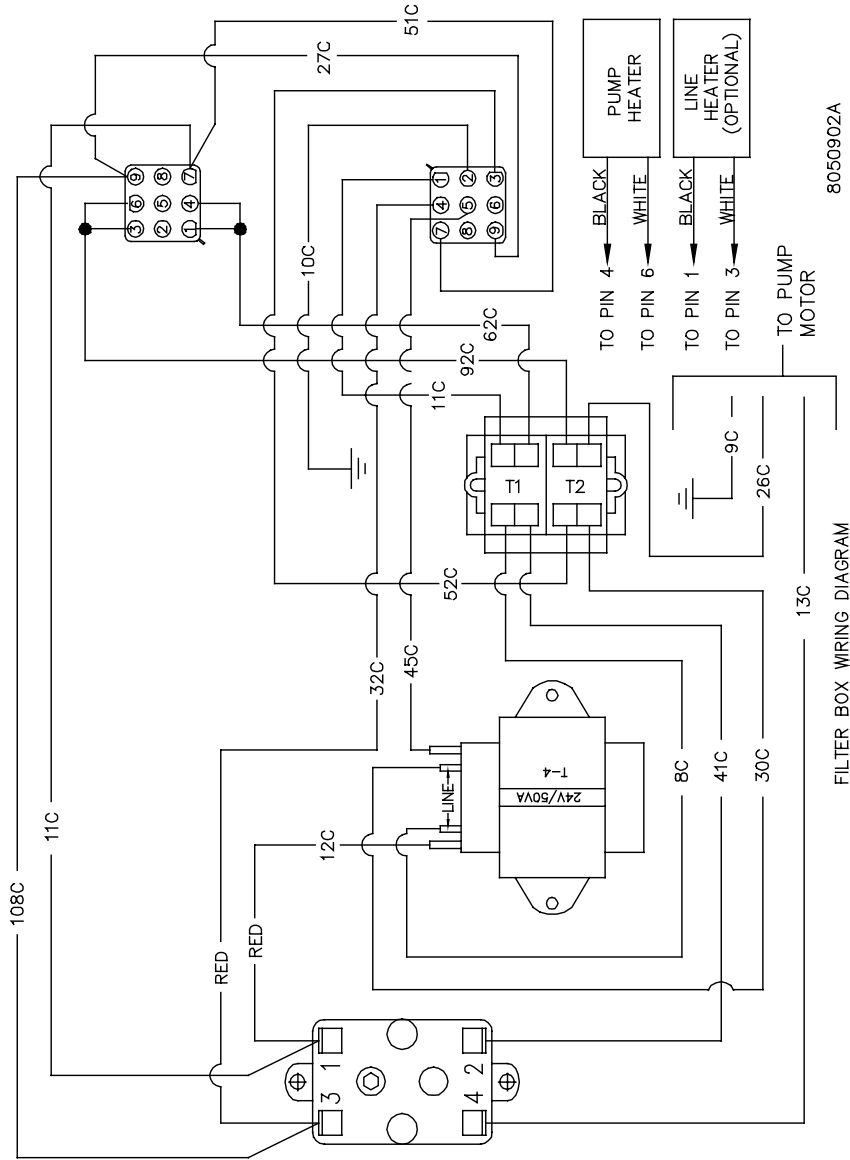 108C
11C
RED
RED
12C
32C
45C
10C
27C
51C
11C
92C
62C
52C
9
8
7
6
5
4
3
2
1
1
2
3
4
5
6
7
8
9
T1
T2
LINE
24V/50VA
T-4
8C
41C
30C
13C
26C
9C
1
2
3
4
PUMP
HEATER
BLACK
WHITE
TO PIN 4
TO PIN 6
LINE
HEATER
(OPTIONAL)
BLACK
WHITE
TO PIN 1
TO PIN 3
TO PUMP
MOTOR
8050902A
FILTER BOX WIRING DIAGRAM